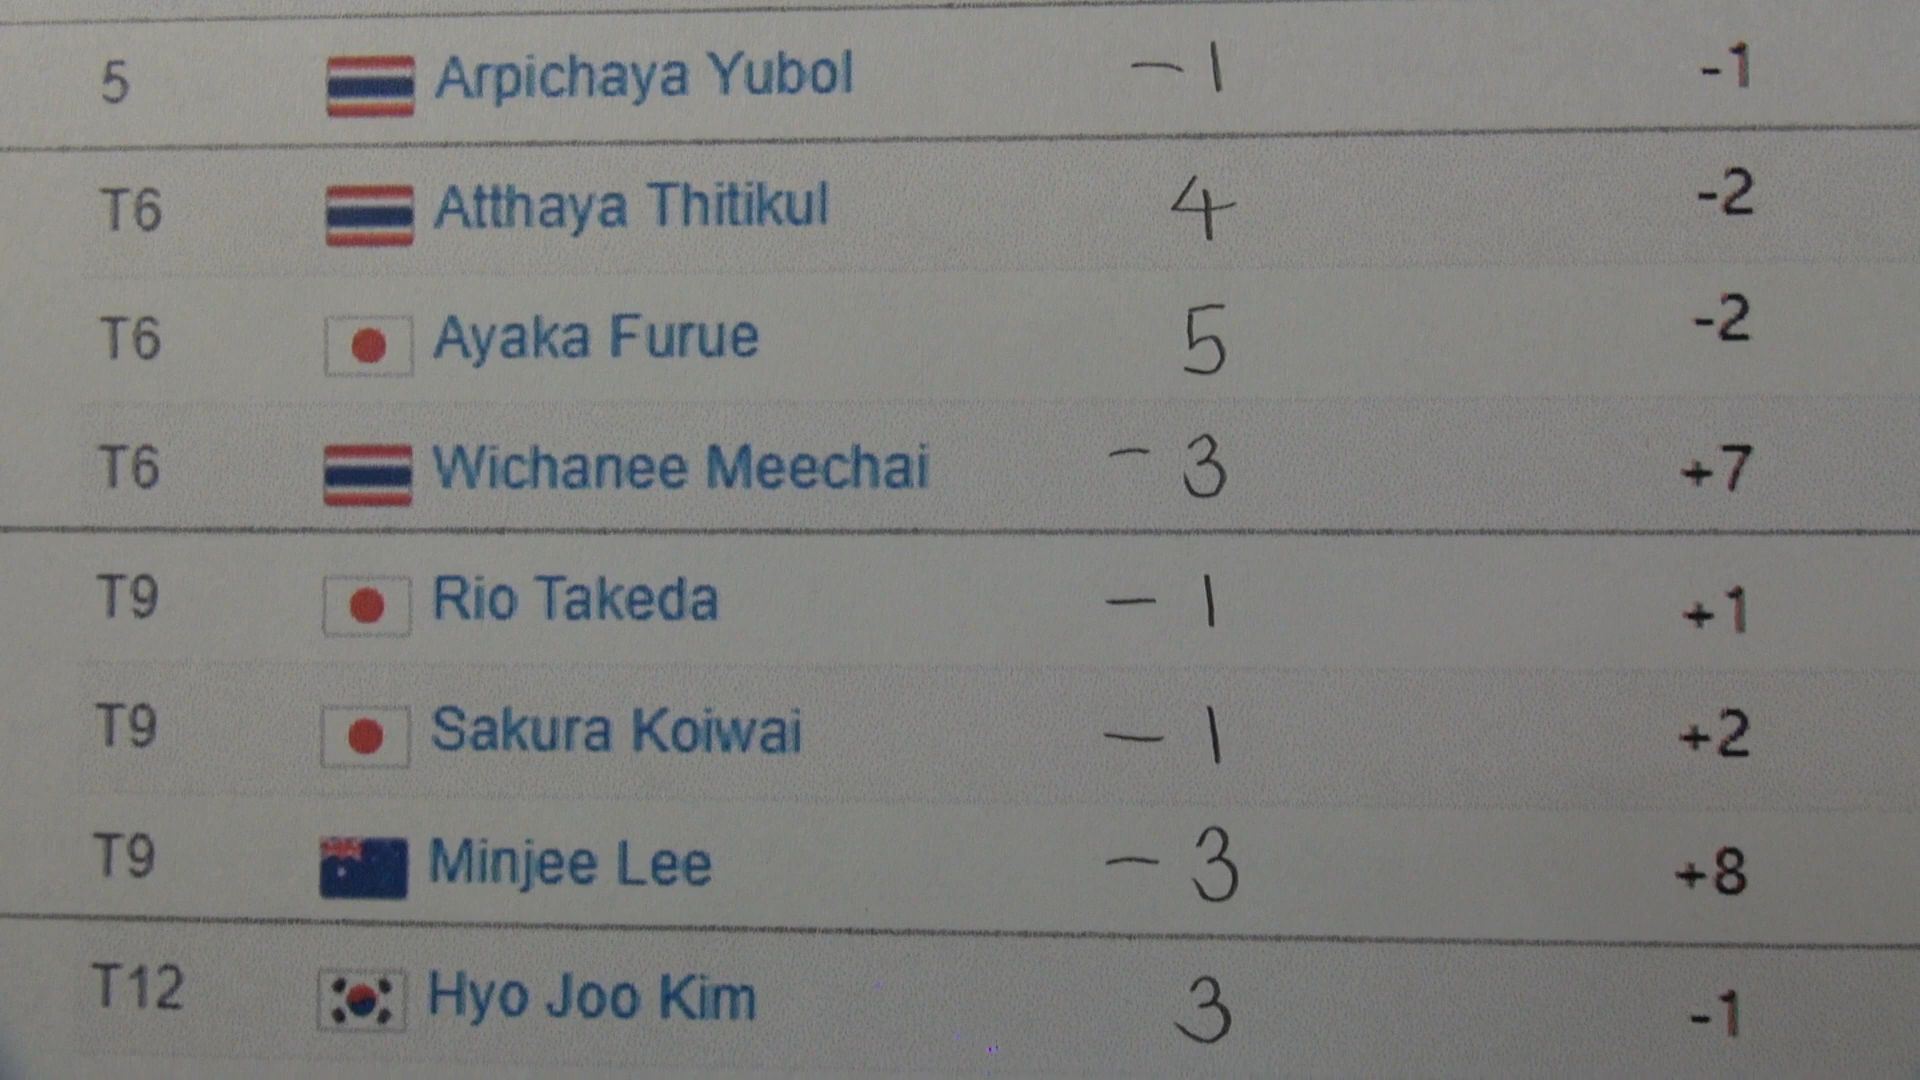 5 Arpichaya Yubol - 1 -1
T6 Atthaya Thitikul 4 -2
T6 Ayaka Furue 5 -2
T6 Wichanee Meechai - 3 +7
T9 Rio Takeda - 1 +1
T9 Sakura Koiwai - 1 +2
T9 Minjee Lee - 3 +8
T12 Hyo Joo Kim 3 -1